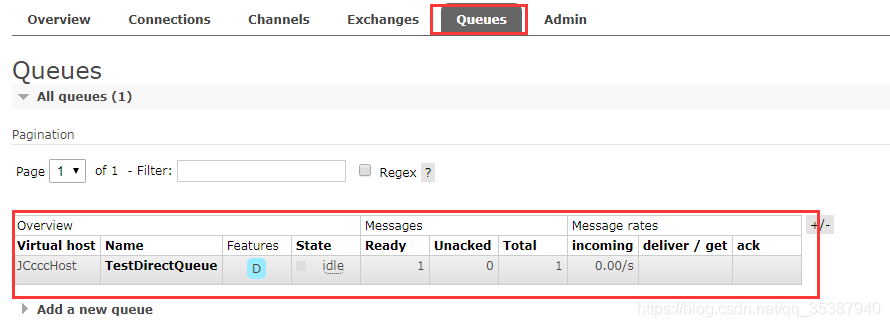 Overview Connections Channels Exchanges Queues Admin
Queues
All queues (1)
Pagination
Page 1 of 1 - Filter: Regex ?
Overview Messages Message rates +/-
Virtual host Name Features State Ready Unacked Total incoming deliver / get ack
JCcccHost TestDirectQueue D idle 1 0 1 0.00/s
Add a new queue
https://blog.csdn.net/qq_35387940